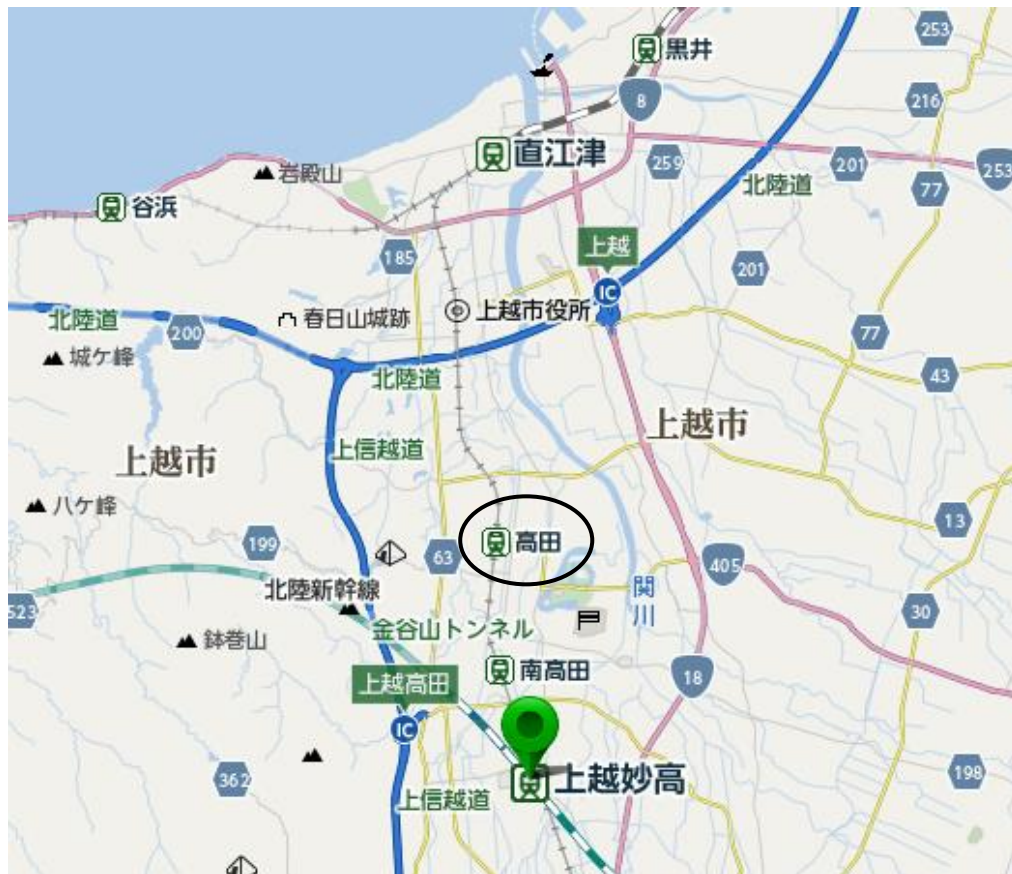 253
黒井
216
8
直江津
259
201
253
岩殿山
77
北陸道
谷浜
185
上越
201
IC
北陸道
200
春日山城跡
上越市役所
77
城ケ峰
北陸道
43
上越市
上信越道
上越市
八ケ峰
13
199
63
高田
405
北陸新幹線
関川
523
30
金谷山トンネル
鉢巻山
南高田
18
上越高田
IC
362
上越妙高
198
上信越道